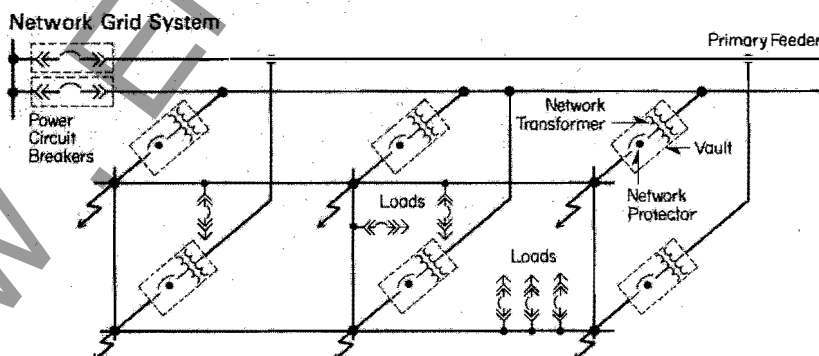 Network Grid System
Primary Feeder
Power
Circuit
Breakers
Network
Transformer
Vault
Network
Protector
Loads
Loads